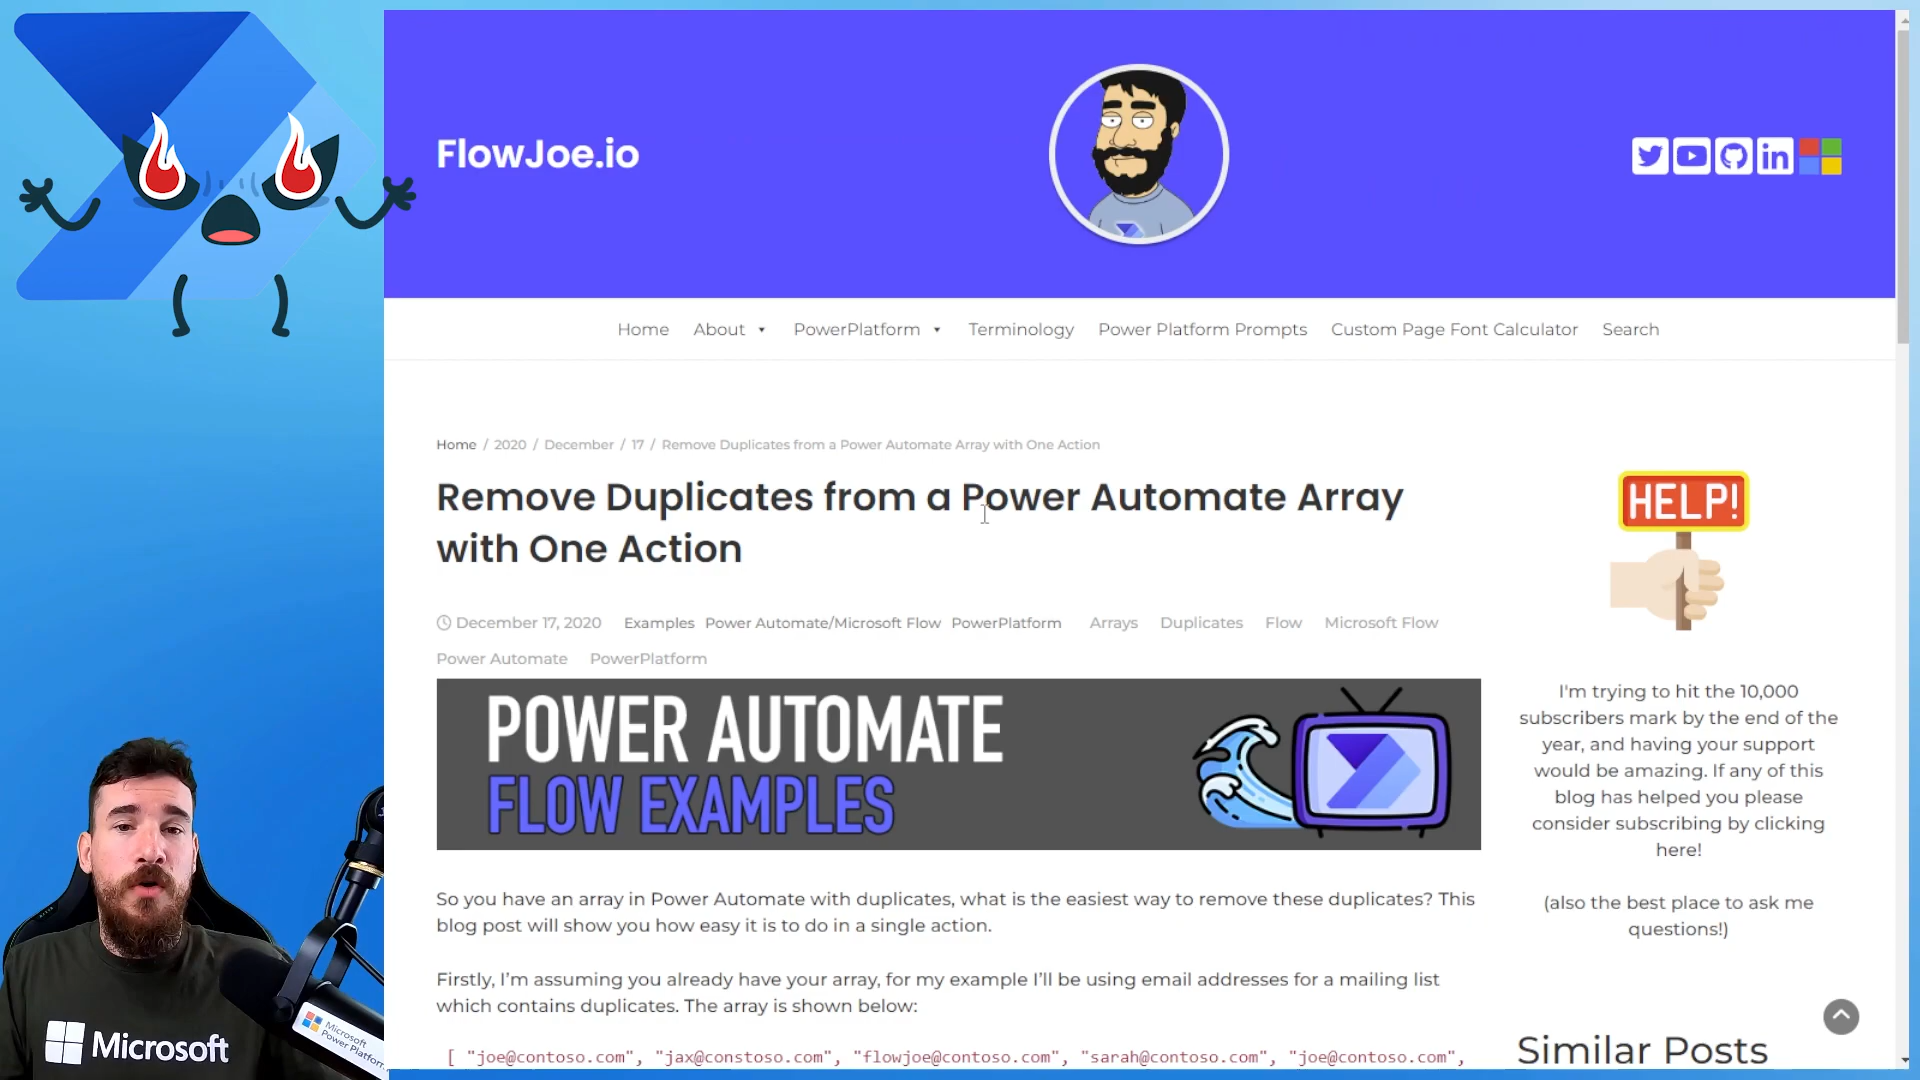 FlowJoe.io
Home About PowerPlatform Terminology Power Platform Prompts Custom Page Font Calculator Search
Home / 2020 / December / 17 / Remove Duplicates from a Power Automate Array with One Action
Remove Duplicates from a Power Automate Array
with One Action
December 17, 2020 Examples Power Automate/Microsoft Flow PowerPlatform Arrays Duplicates Flow Microsoft Flow
Power Automate PowerPlatform
POWER AUTOMATE
FLOW EXAMPLES
So you have an array in Power Automate with duplicates, what is the easiest way to remove these duplicates? This
blog post will show you how easy it is to do in a single action.
Firstly, I'm assuming you already have your array, for my example I'll be using email addresses for a mailing list
which contains duplicates. The array is shown below:
[ "joe@contoso.com", "jax@constoso.com", "flowjoe@contoso.com", "sarah@contoso.com", "joe@contoso.com",
HELP!
I'm trying to hit the 10,000
subscribers mark by the end of the
year, and having your support
would be amazing. If any of this
blog has helped you please
consider subscribing by clicking
here!
(also the best place to ask me
questions!)
Similar Posts
Microsoft
Microsoft
Power Platform